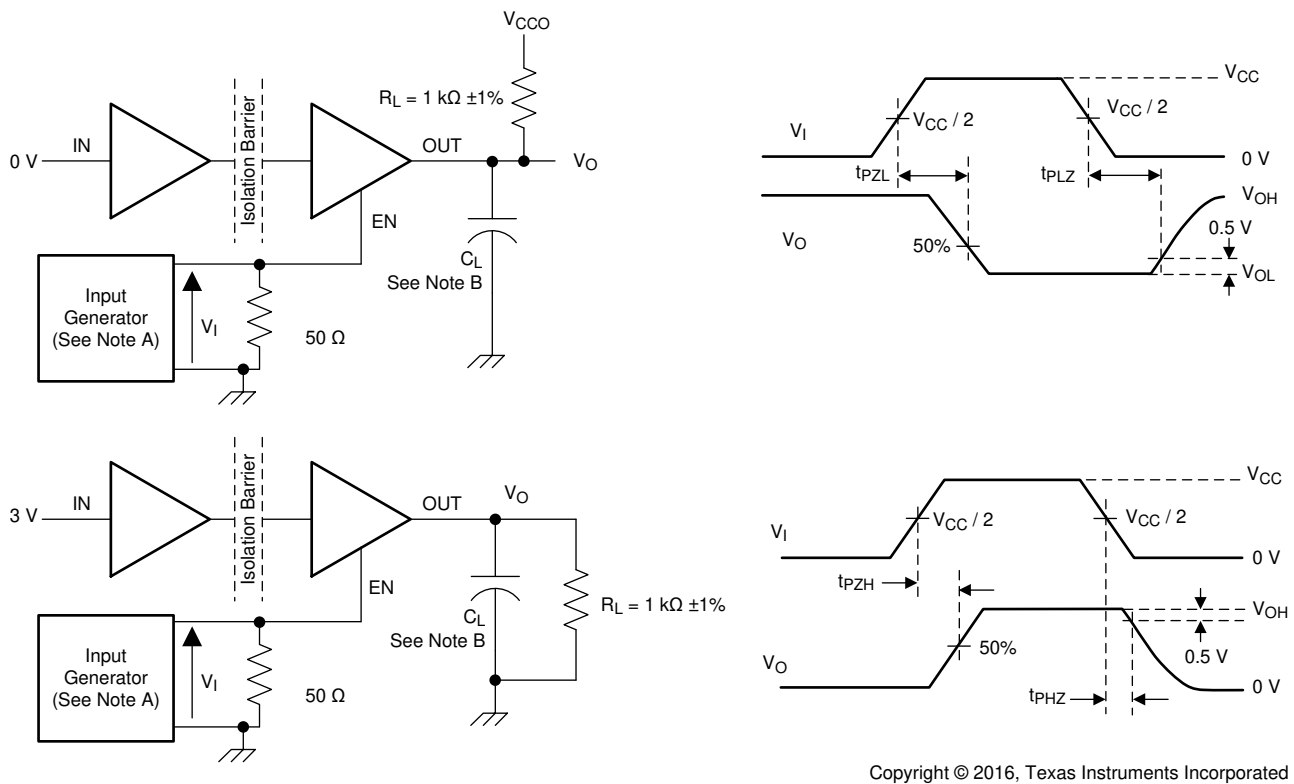 VCCO
RL = 1 kΩ ±1%
0 V
IN
Isolation Barrier
OUT
VO
EN
CL
See Note B
Input
Generator
(See Note A)
VI
50 Ω
VCC
VI
VCC / 2
VCC / 2
0 V
tPZL
tPLZ
VOH
VO
50%
0.5 V
VOL
3 V
IN
Isolation Barrier
OUT
VO
EN
CL
See Note B
RL = 1 kΩ ±1%
Input
Generator
(See Note A)
VI
50 Ω
VCC
VI
VCC / 2
VCC / 2
0 V
tPZH
VOH
VO
50%
0.5 V
tPHZ
0 V
Copyright © 2016, Texas Instruments Incorporated